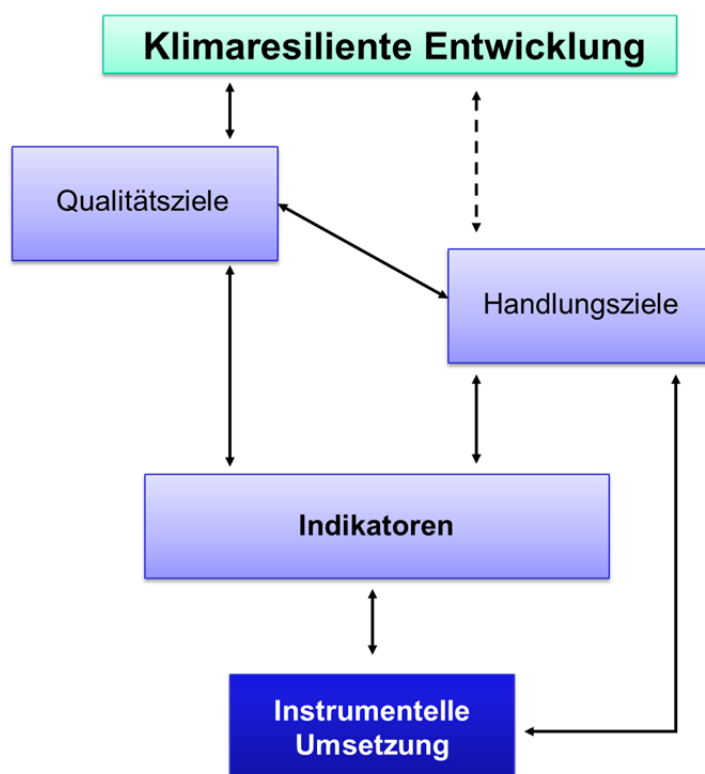 Klimaresiliente Entwicklung
Qualitätsziele
Handlungsziele
Indikatoren
Instrumentelle
Umsetzung